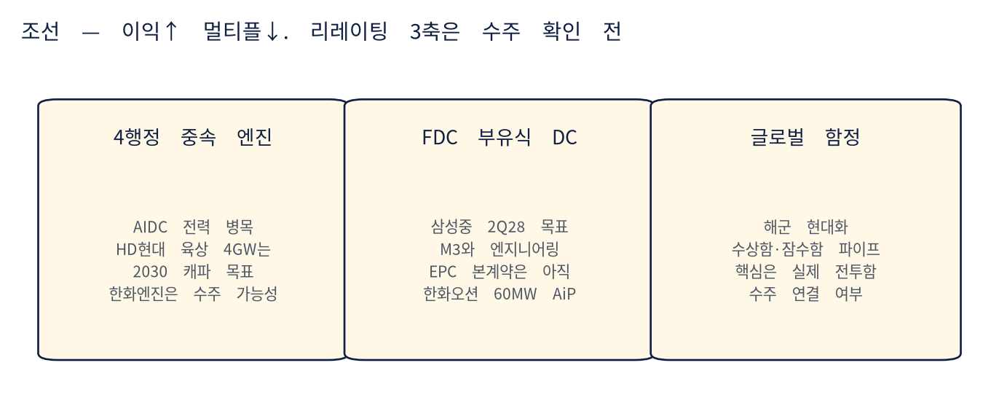 조선 — 이익↑ 멀티플↓. 리레이팅 3축은 수주 확인 전
4행정 중속 엔진
AIDC 전력 병목
HD현대 육상 4GW는
2030 캐파 목표
한화엔진은 수주 가능성
FDC 부유식 DC
삼성중 2Q28 목표
M3와 엔지니어링
EPC 본계약은 아직
한화오션 60MW AiP
글로벌 함정
해군 현대화
수상함·잠수함 파이프
핵심은 실제 전투함
수주 연결 여부